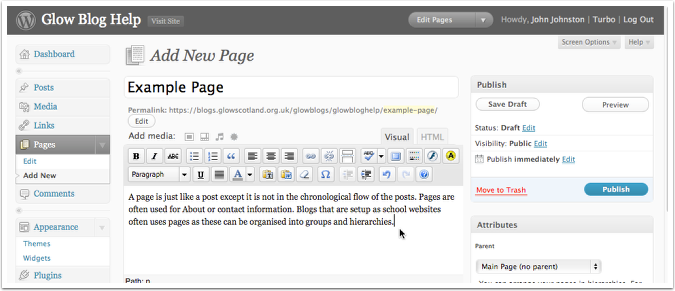 Glow Blog Help
Visit Site
Edit Pages
Howdy, John Johnston | Turbo | Log Out
Screen Options
Help
Dashboard
Posts
Media
Links
Pages
Edit
Add New
Comments
Appearance
Themes
Widgets
Plugins
Add New Page
Example Page
Permalink: https://blogs.glowscotland.org.uk/glowblogs/glowbloghelp/example-page/
Edit
Add media:
Visual
HTML
B I ABC
ABC
Paragraph
U A
A page is just like a post except it is not in the chronological flow of the posts. Pages are
often used for About or contact information. Blogs that are setup as school websites
often uses pages as these can be organised into groups and hierarchies.
Path: p
Publish
Save Draft
Preview
Status: Draft Edit
Visibility: Public Edit
Publish immediately Edit
Move to Trash
Publish
Attributes
Parent
Main Page (no parent)